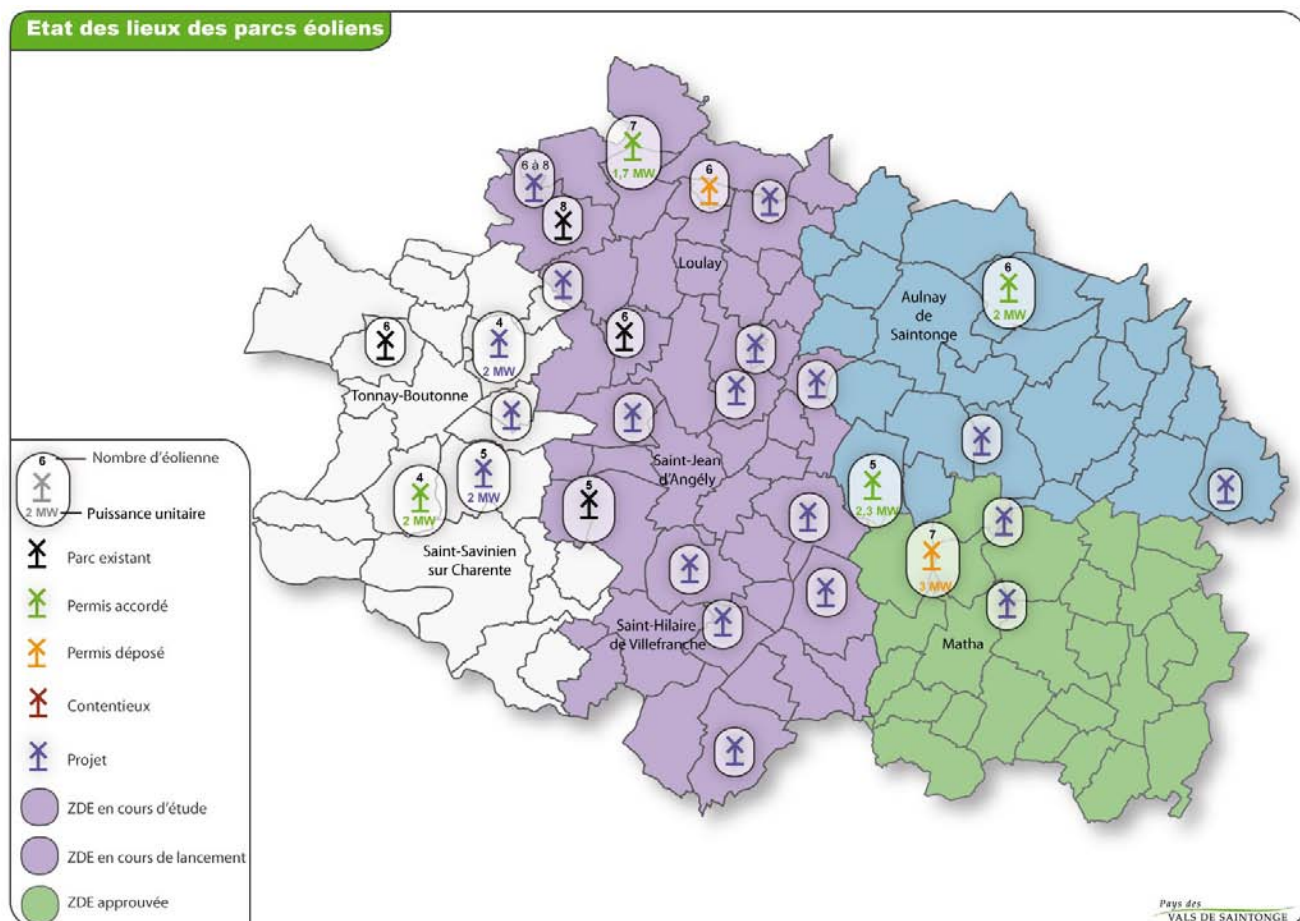 Etat des lieux des parcs éoliens
7
1,7 MW
6 à 8
6
8
Loulay
6
2 MW
Aulnay
de
Saintonge
6
4
2 MW
6
Tonnay-Boutonne
5
2 MW
4
2 MW
Saint-Jean
d'Angély
5
5
2,3 MW
7
3 MW
Saint-Savinien
sur Charente
Saint-Hilaire
de Villefranche
Matha
6
Nombre d'éolienne
2 MW
Puissance unitaire
Parc existant
Permis accordé
Permis déposé
Contentieux
Projet
ZDE en cours d'étude
ZDE en cours de lancement
ZDE approuvée
Pays des
VALS DE SAINTONGE